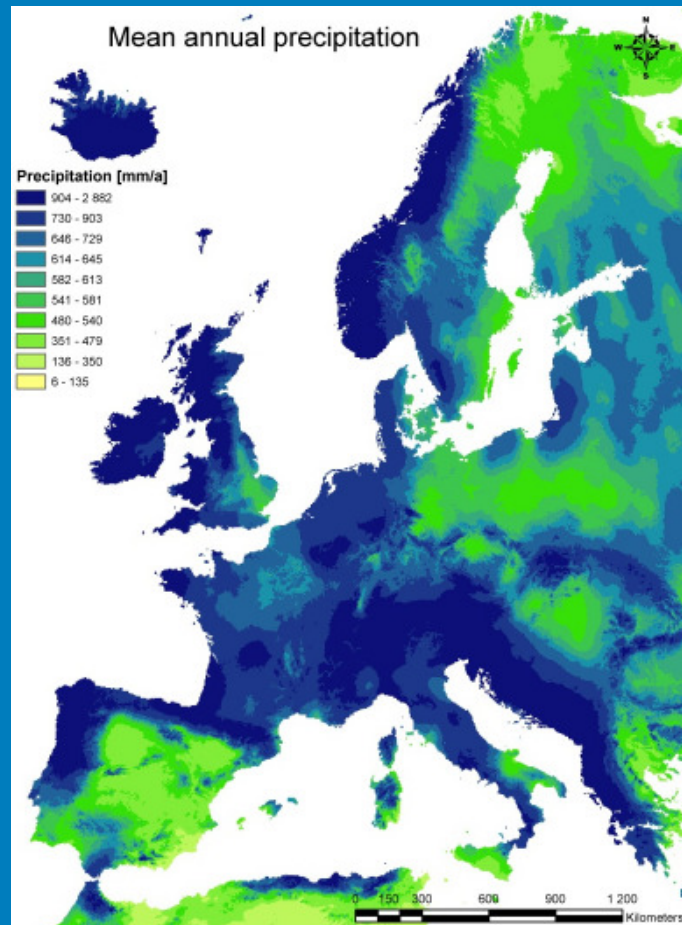 Mean annual precipitation
N
W E
S
Precipitation [mm/a]
904 - 2 882
730 - 903
646 - 729
614 - 645
582 - 613
541 - 581
480 - 540
351 - 479
136 - 350
6 - 135
0 150 300 600 900 1 200
Kilometers